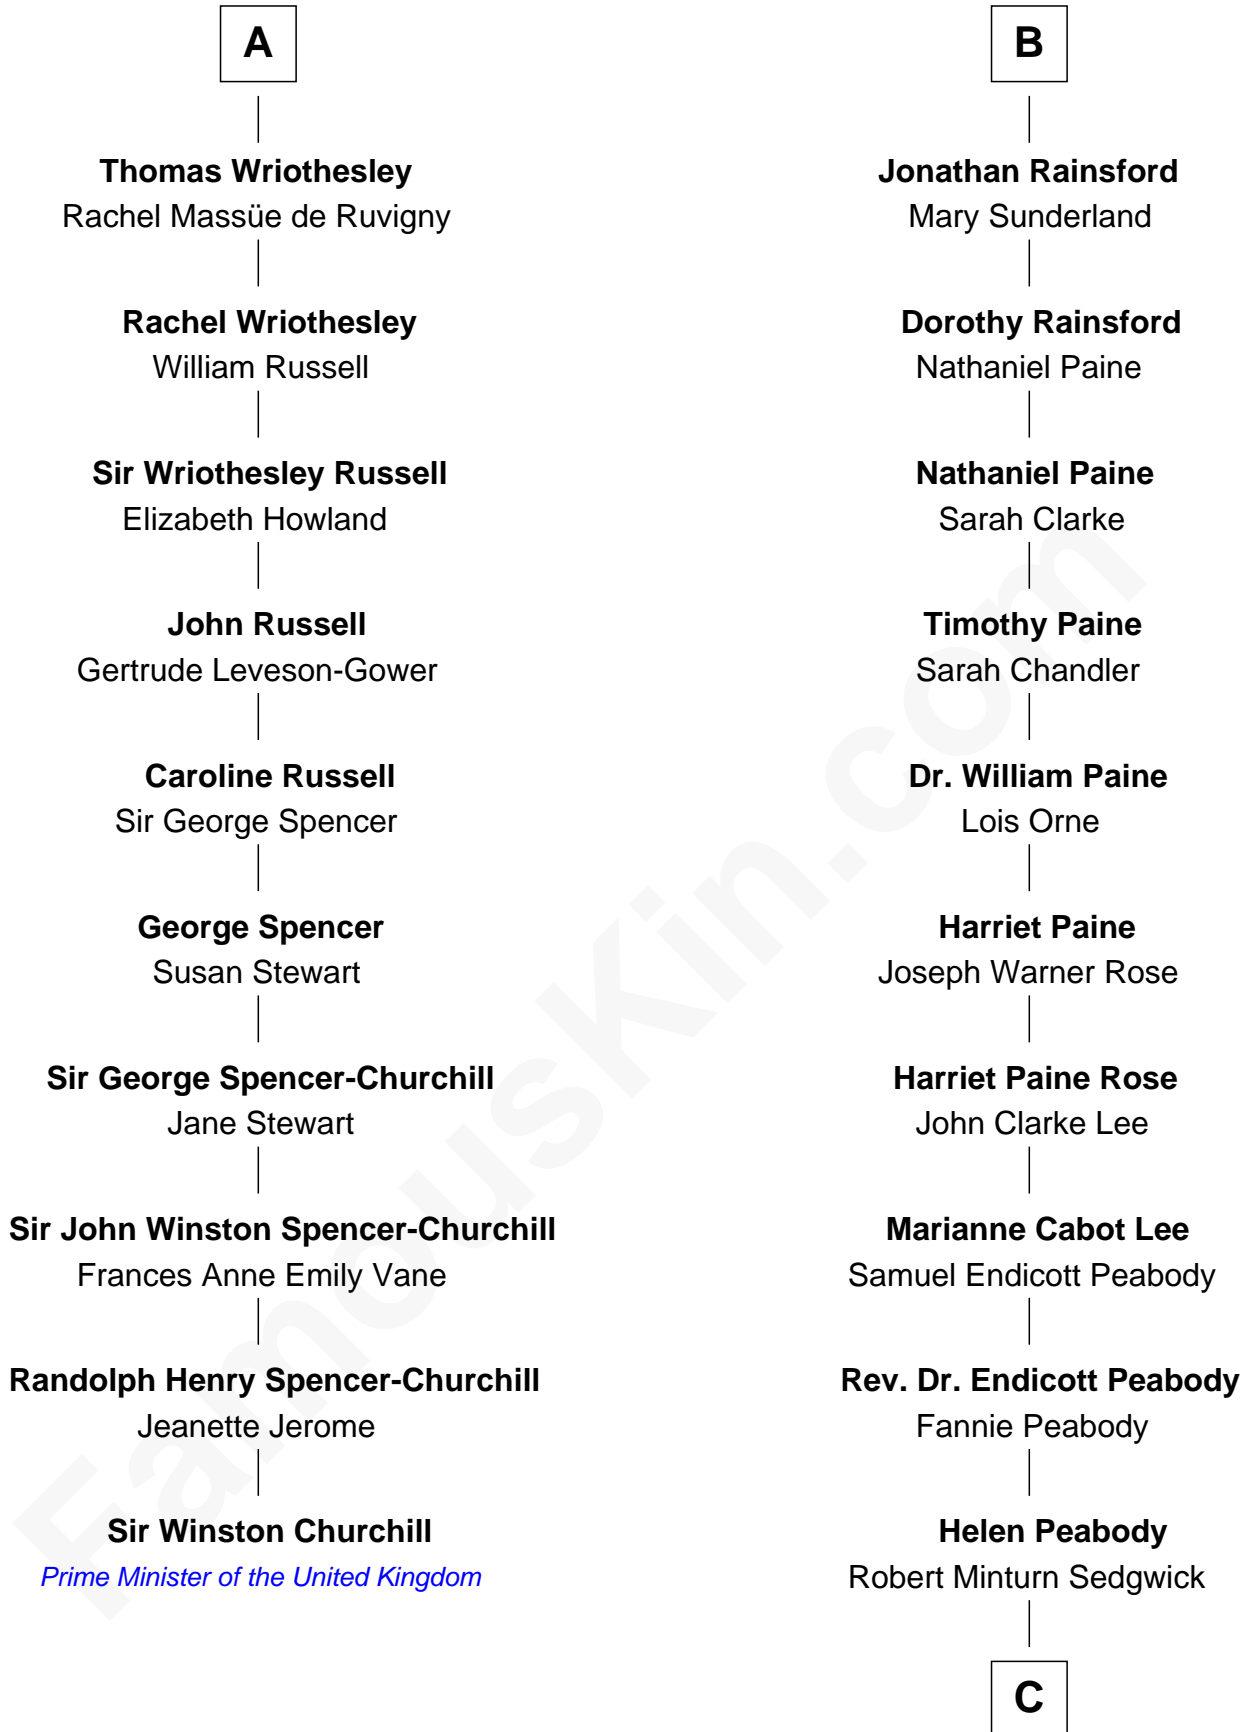 A
Thomas Wriothesley
Rachel Massüe de Ruvigny
Rachel Wriothesley
William Russell
Sir Wriothesley Russell
Elizabeth Howland
John Russell
Gertrude Leveson-Gower
Caroline Russell
Sir George Spencer
George Spencer
Susan Stewart
Sir George Spencer-Churchill
Jane Stewart
Sir John Winston Spencer-Churchill
Frances Anne Emily Vane
Randolph Henry Spencer-Churchill
Jeanette Jerome
Sir Winston Churchill
Prime Minister of the United Kingdom
B
Jonathan Rainsford
Mary Sunderland
Dorothy Rainsford
Nathaniel Paine
Nathaniel Paine
Sarah Clarke
Timothy Paine
Sarah Chandler
Dr. William Paine
Lois Orne
Harriet Paine
Joseph Warner Rose
Harriet Paine Rose
John Clarke Lee
Marianne Cabot Lee
Samuel Endicott Peabody
Rev. Dr. Endicott Peabody
Fannie Peabody
Helen Peabody
Robert Minturn Sedgwick
C
FamousKin.com